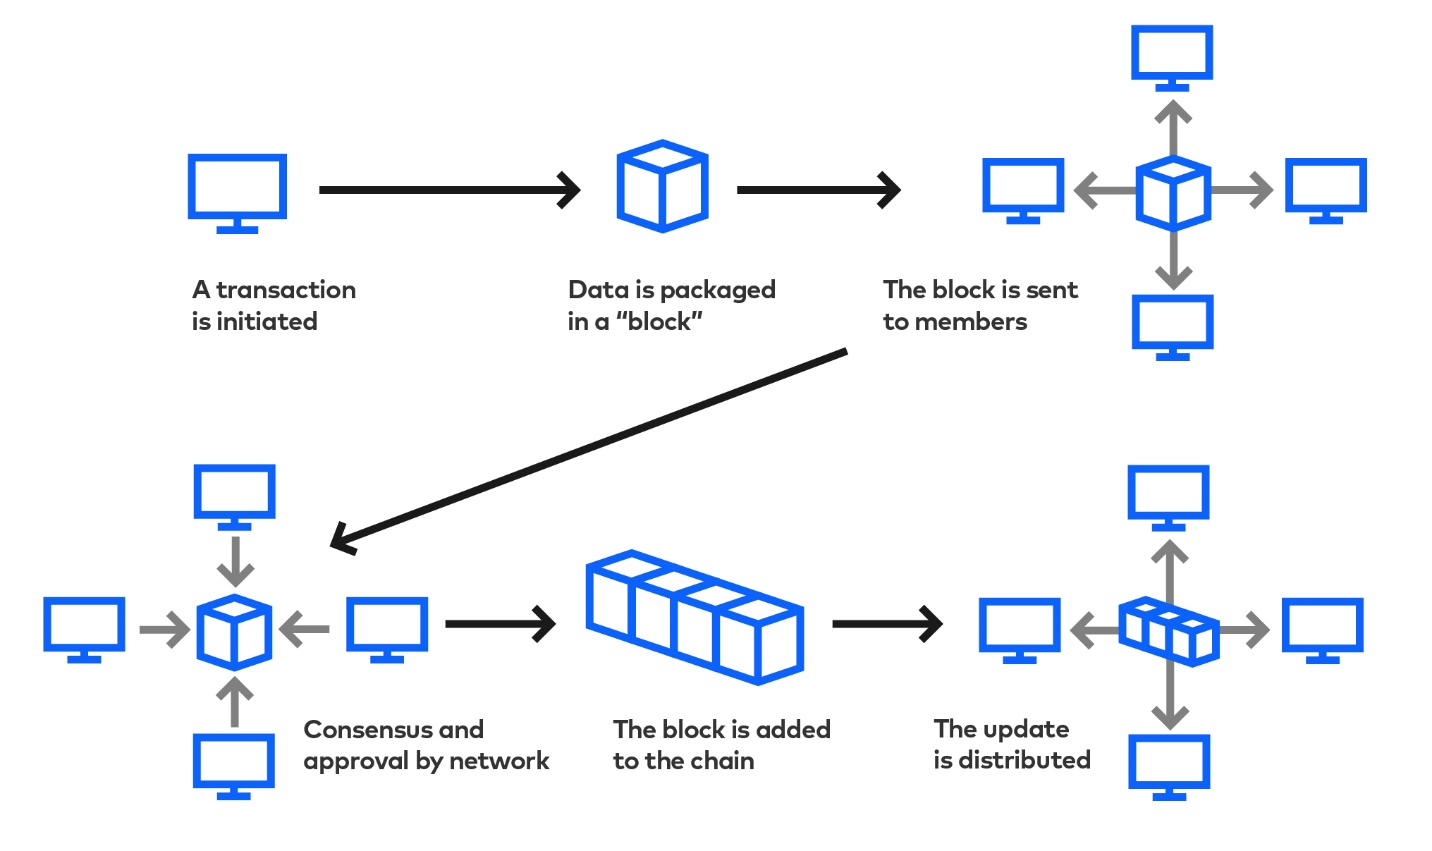 A transaction
is initiated
Data is packaged
in a “block”
The block is sent
to members
Consensus and
approval by network
The block is added
to the chain
The update
is distributed